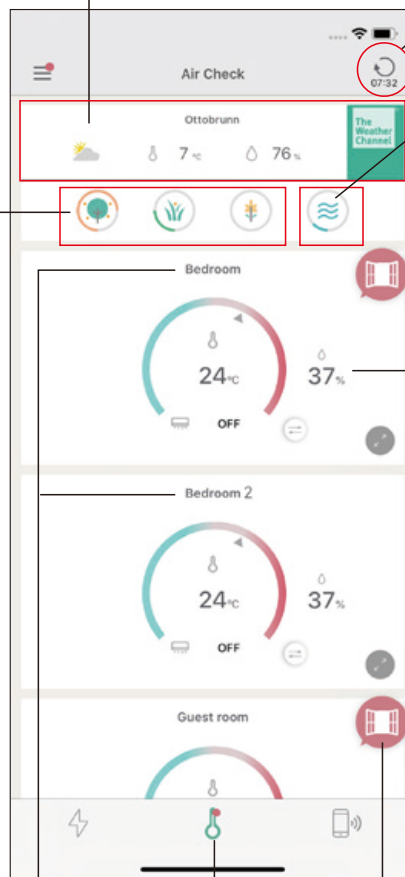 Air Check
07:32
Ottobrunn
7 °C
76 %
The
Weather
Channel
Bedroom
24 °C
37 %
OFF
Bedroom 2
24 °C
37 %
OFF
Guest room